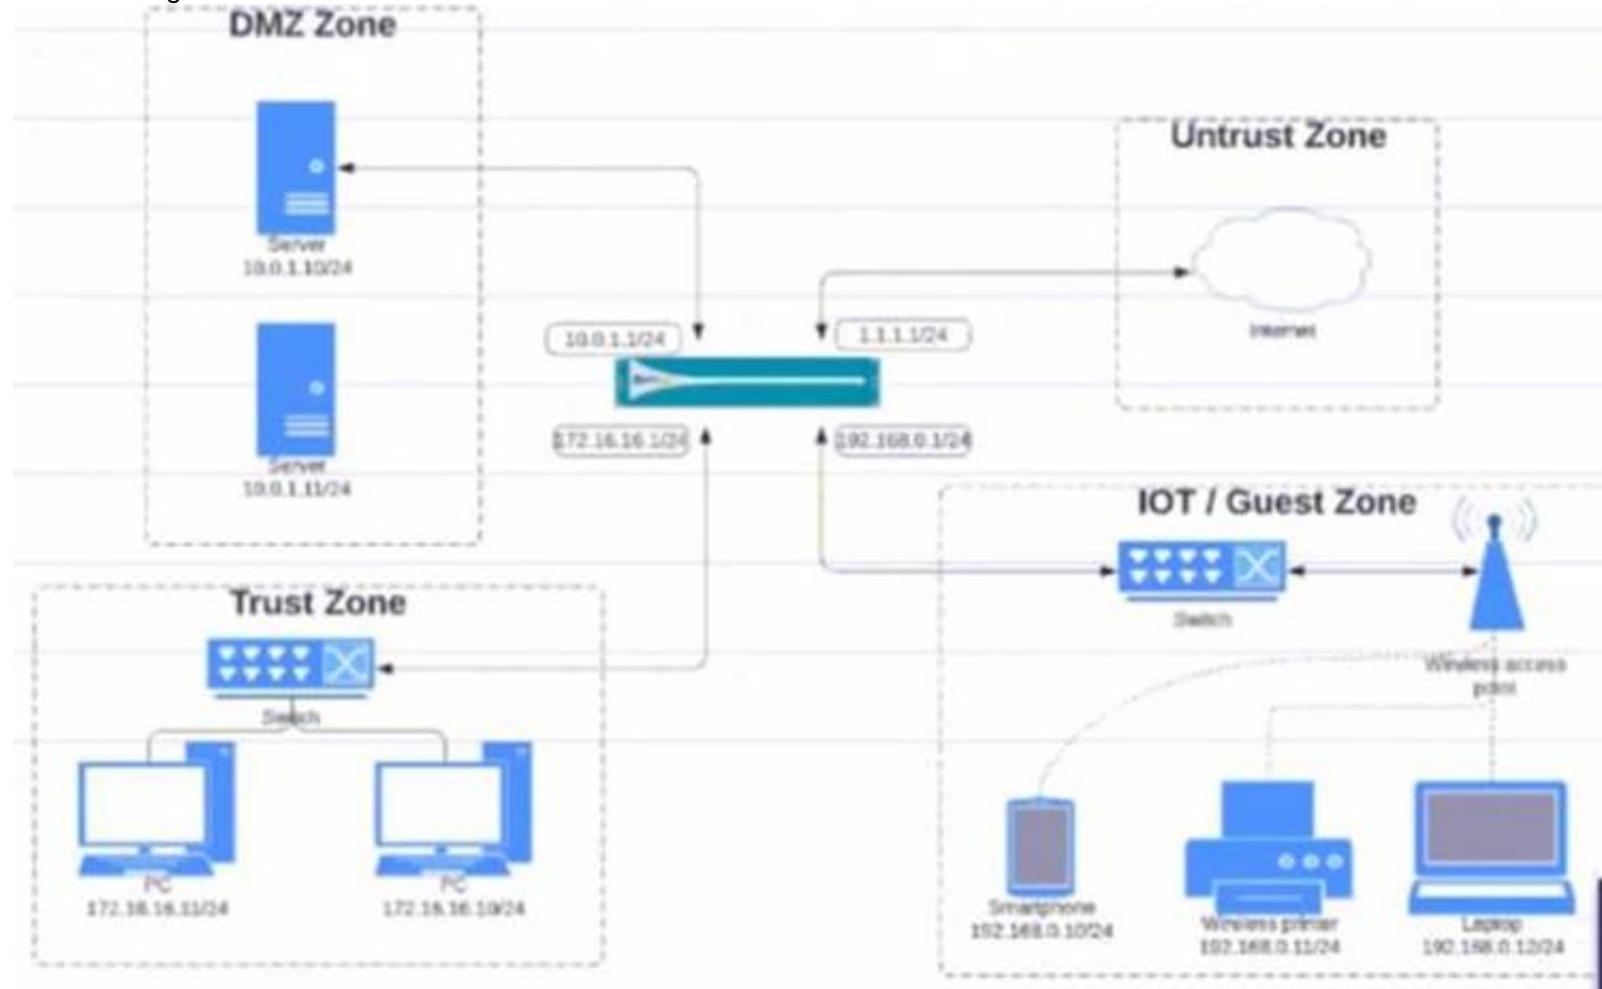 DMZ Zone
Server
10.0.1.10/24
Server
10.0.1.11/24
Untrust Zone
Internet
10.0.1.1/24
1.1.1.1/24
172.16.16.1/24
192.168.0.1/24
Trust Zone
Switch
PC
172.16.16.11/24
PC
172.16.16.10/24
IOT / Guest Zone
Switch
Wireless access
point
Smartphone
192.168.0.10/24
Wireless printer
192.168.0.11/24
Laptop
192.168.0.12/24